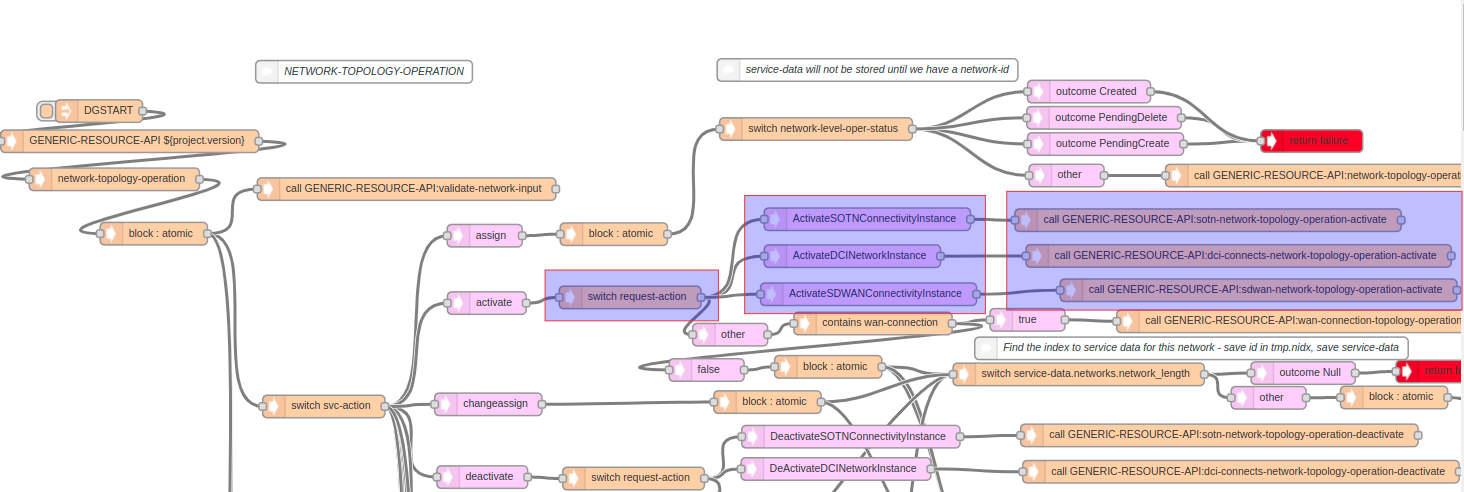 NETWORK-TOPOLOGY-OPERATION
service-data will not be stored until we have a network-id
DGSTART
GENERIC-RESOURCE-API ${project.version}
network-topology-operation
block : atomic
call GENERIC-RESOURCE-API:validate-network-input
switch network-level-oper-status
outcome Created
outcome PendingDelete
outcome PendingCreate
return failure
other
call GENERIC-RESOURCE-API:network-topology-operati
assign
block : atomic
activate
switch request-action
ActivateSOTNConnectivityInstance
call GENERIC-RESOURCE-API:sotn-network-topology-operation-activate
ActivateDCINetworkInstance
call GENERIC-RESOURCE-API:dci-connects-network-topology-operation-activate
ActivateSDWANConnectivityInstance
call GENERIC-RESOURCE-API:sdwan-network-topology-operation-activate
other
contains wan-connection
true
call GENERIC-RESOURCE-API:wan-connection-topology-operation
Find the index to service data for this network - save id in tmp.nidx, save service-data
false
block : atomic
switch service-data.networks.network_length
outcome Null
return fa
other
block : atomic
switch svc-action
changeassign
block : atomic
DeactivateSOTNConnectivityInstance
call GENERIC-RESOURCE-API:sotn-network-topology-operation-deactivate
deactivate
switch request-action
DeActivateDCINetworkInstance
call GENERIC-RESOURCE-API:dci-connects-network-topology-operation-deactivate